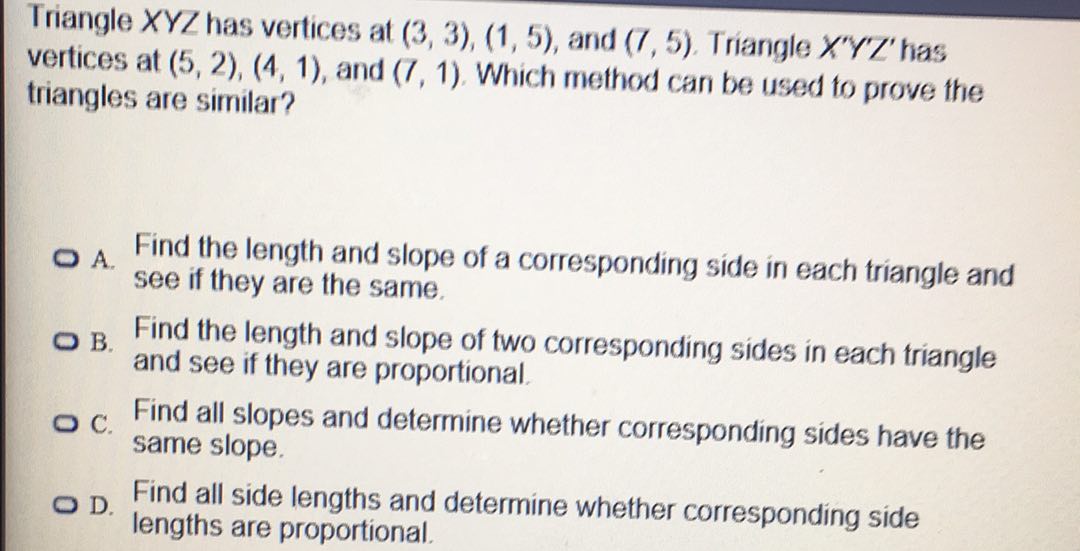 Triangle XYZ has vertices at (3, 3), (1, 5), and (7, 5). Triangle X'Y'Z' has
vertices at (5, 2), (4, 1), and (7, 1). Which method can be used to prove the
triangles are similar?
A. Find the length and slope of a corresponding side in each triangle and
see if they are the same.
B. Find the length and slope of two corresponding sides in each triangle
and see if they are proportional.
C. Find all slopes and determine whether corresponding sides have the
same slope.
D. Find all side lengths and determine whether corresponding side
lengths are proportional.